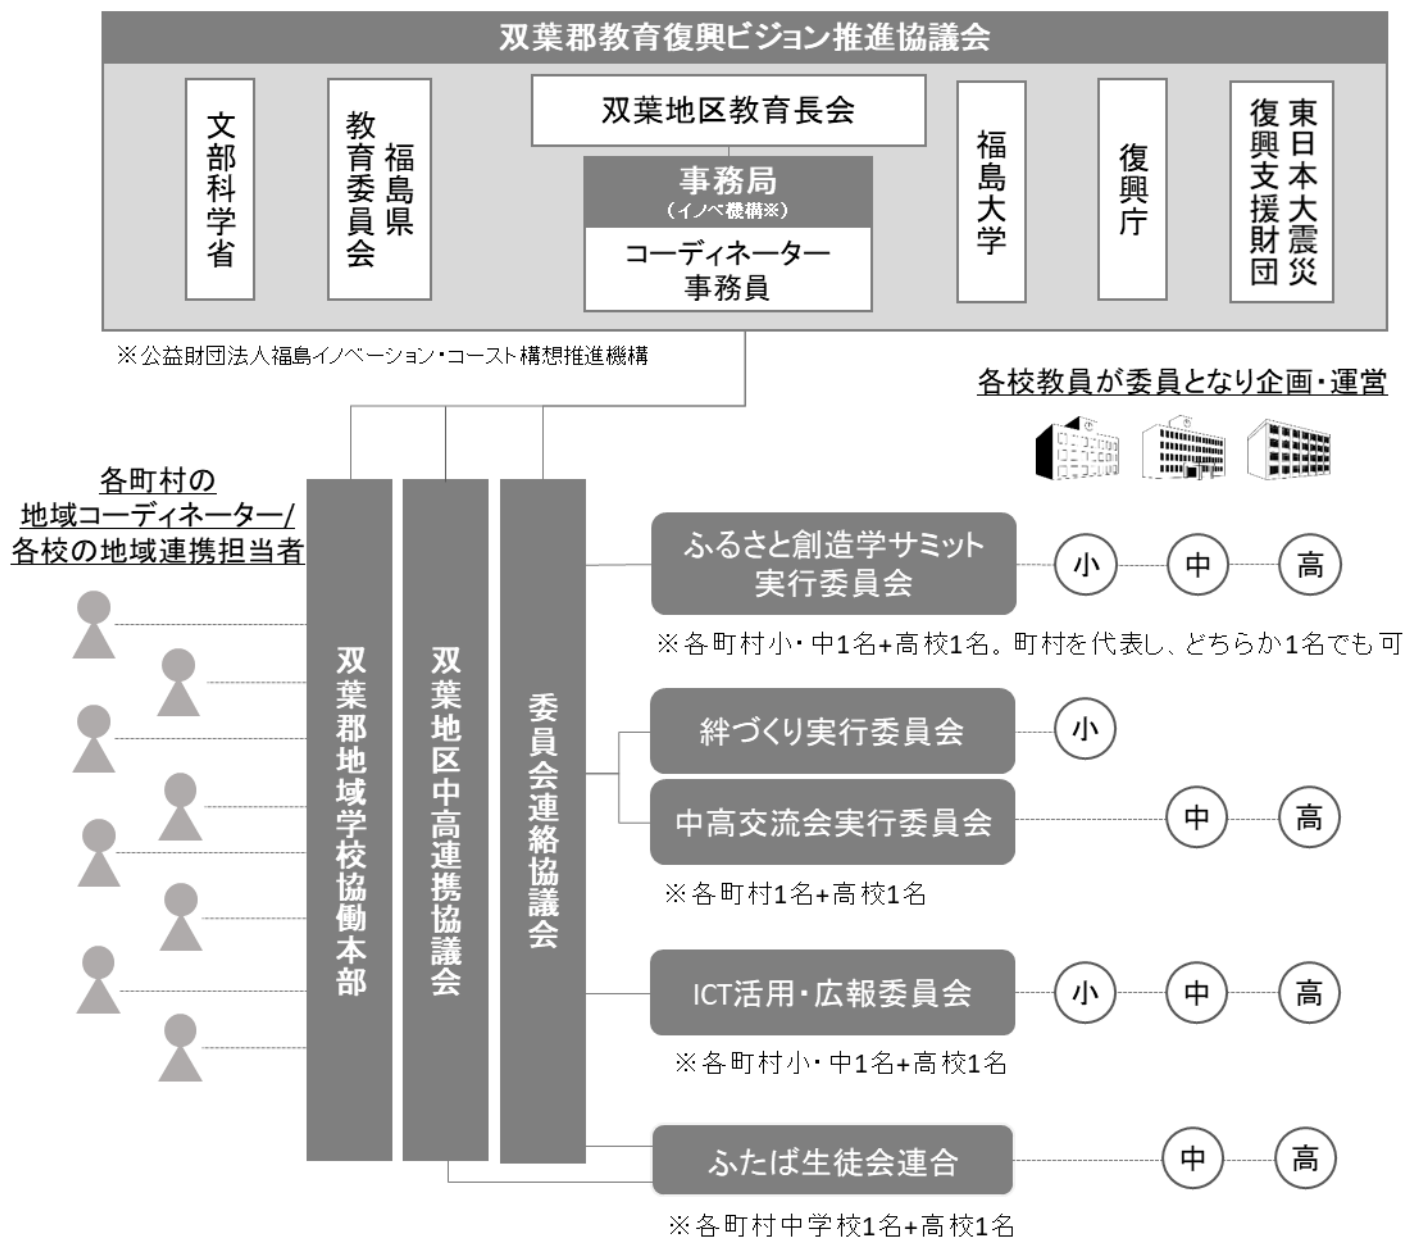 双葉郡教育復興ビジョン推進協議会
文部科学省
福島県
教育委員会
双葉地区教育長会
事務局
(イノベ機構※)
コーディネーター
事務員
福島大学
復興庁
東日本大震災
復興支援財団
※公益財団法人福島イノベーション・コースト構想推進機構
各校教員が委員となり企画・運営
各町村の
地域コーディネーター/
各校の地域連携担当者
双葉郡地域学校協働本部
双葉地区中高連携協議会
委員会連絡協議会
ふるさと創造学サミット
実行委員会
小
中
高
※各町村小・中1名+高校1名。町村を代表し、どちらか1名でも可
絆づくり実行委員会
小
中高交流会実行委員会
中
高
※各町村1名+高校1名
ICT活用・広報委員会
小
中
高
※各町村小・中1名+高校1名
ふたば生徒会連合
中
高
※各町村中学校1名+高校1名